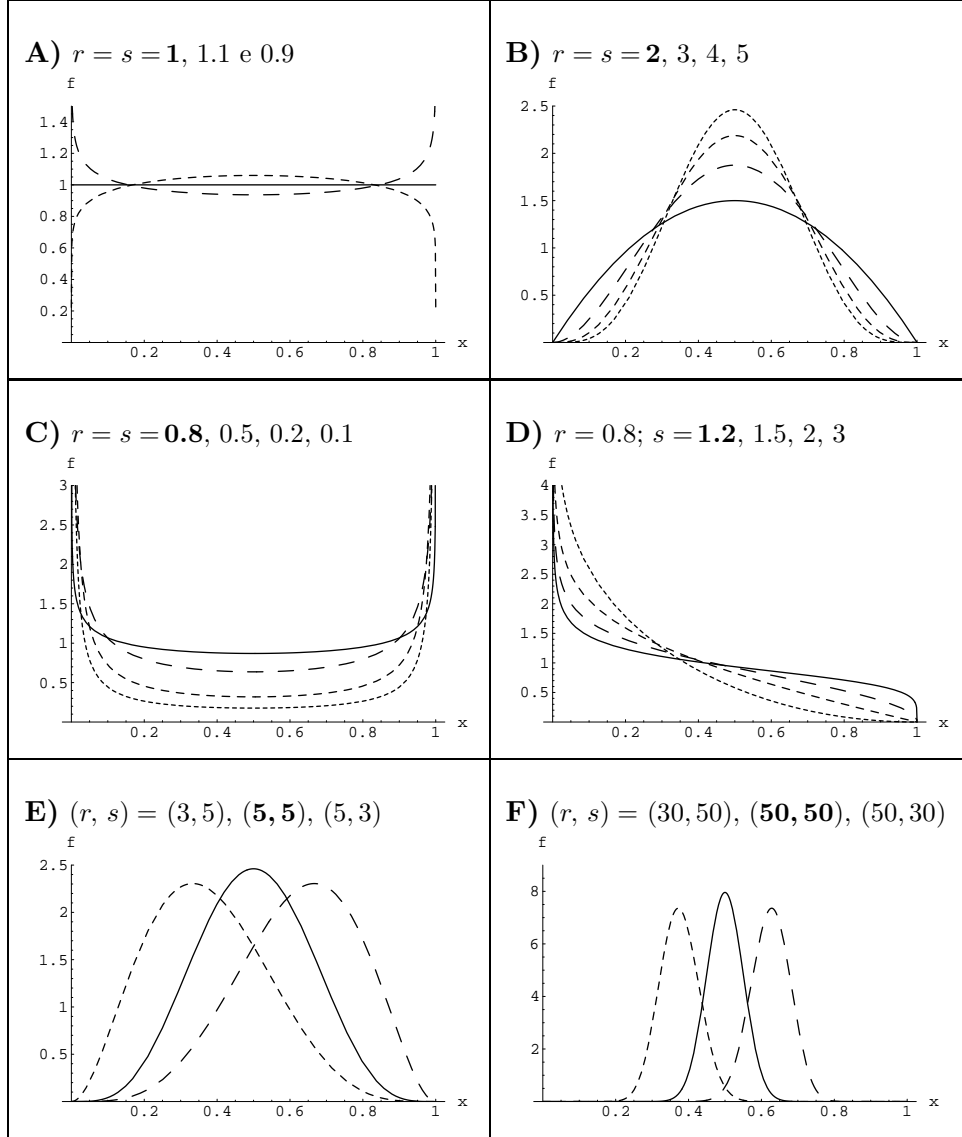 A) r = s = 1, 1.1 e 0.9
f
1.4
1.2
1
0.8
0.6
0.4
0.2
0.2 0.4 0.6 0.8 1 x
B) r = s = 2, 3, 4, 5
f
2.5
2
1.5
1
0.5
0.2 0.4 0.6 0.8 1 x
C) r = s = 0.8, 0.5, 0.2, 0.1
f
3
2.5
2
1.5
1
0.5
0.2 0.4 0.6 0.8 1 x
D) r = 0.8; s = 1.2, 1.5, 2, 3
f
4
3.5
3
2.5
2
1.5
1
0.5
0.2 0.4 0.6 0.8 1 x
E) (r, s) = (3, 5), (5, 5), (5, 3)
f
2.5
2
1.5
1
0.5
0.2 0.4 0.6 0.8 1 x
F) (r, s) = (30, 50), (50, 50), (50, 30)
f
8
6
4
2
0.2 0.4 0.6 0.8 1 x